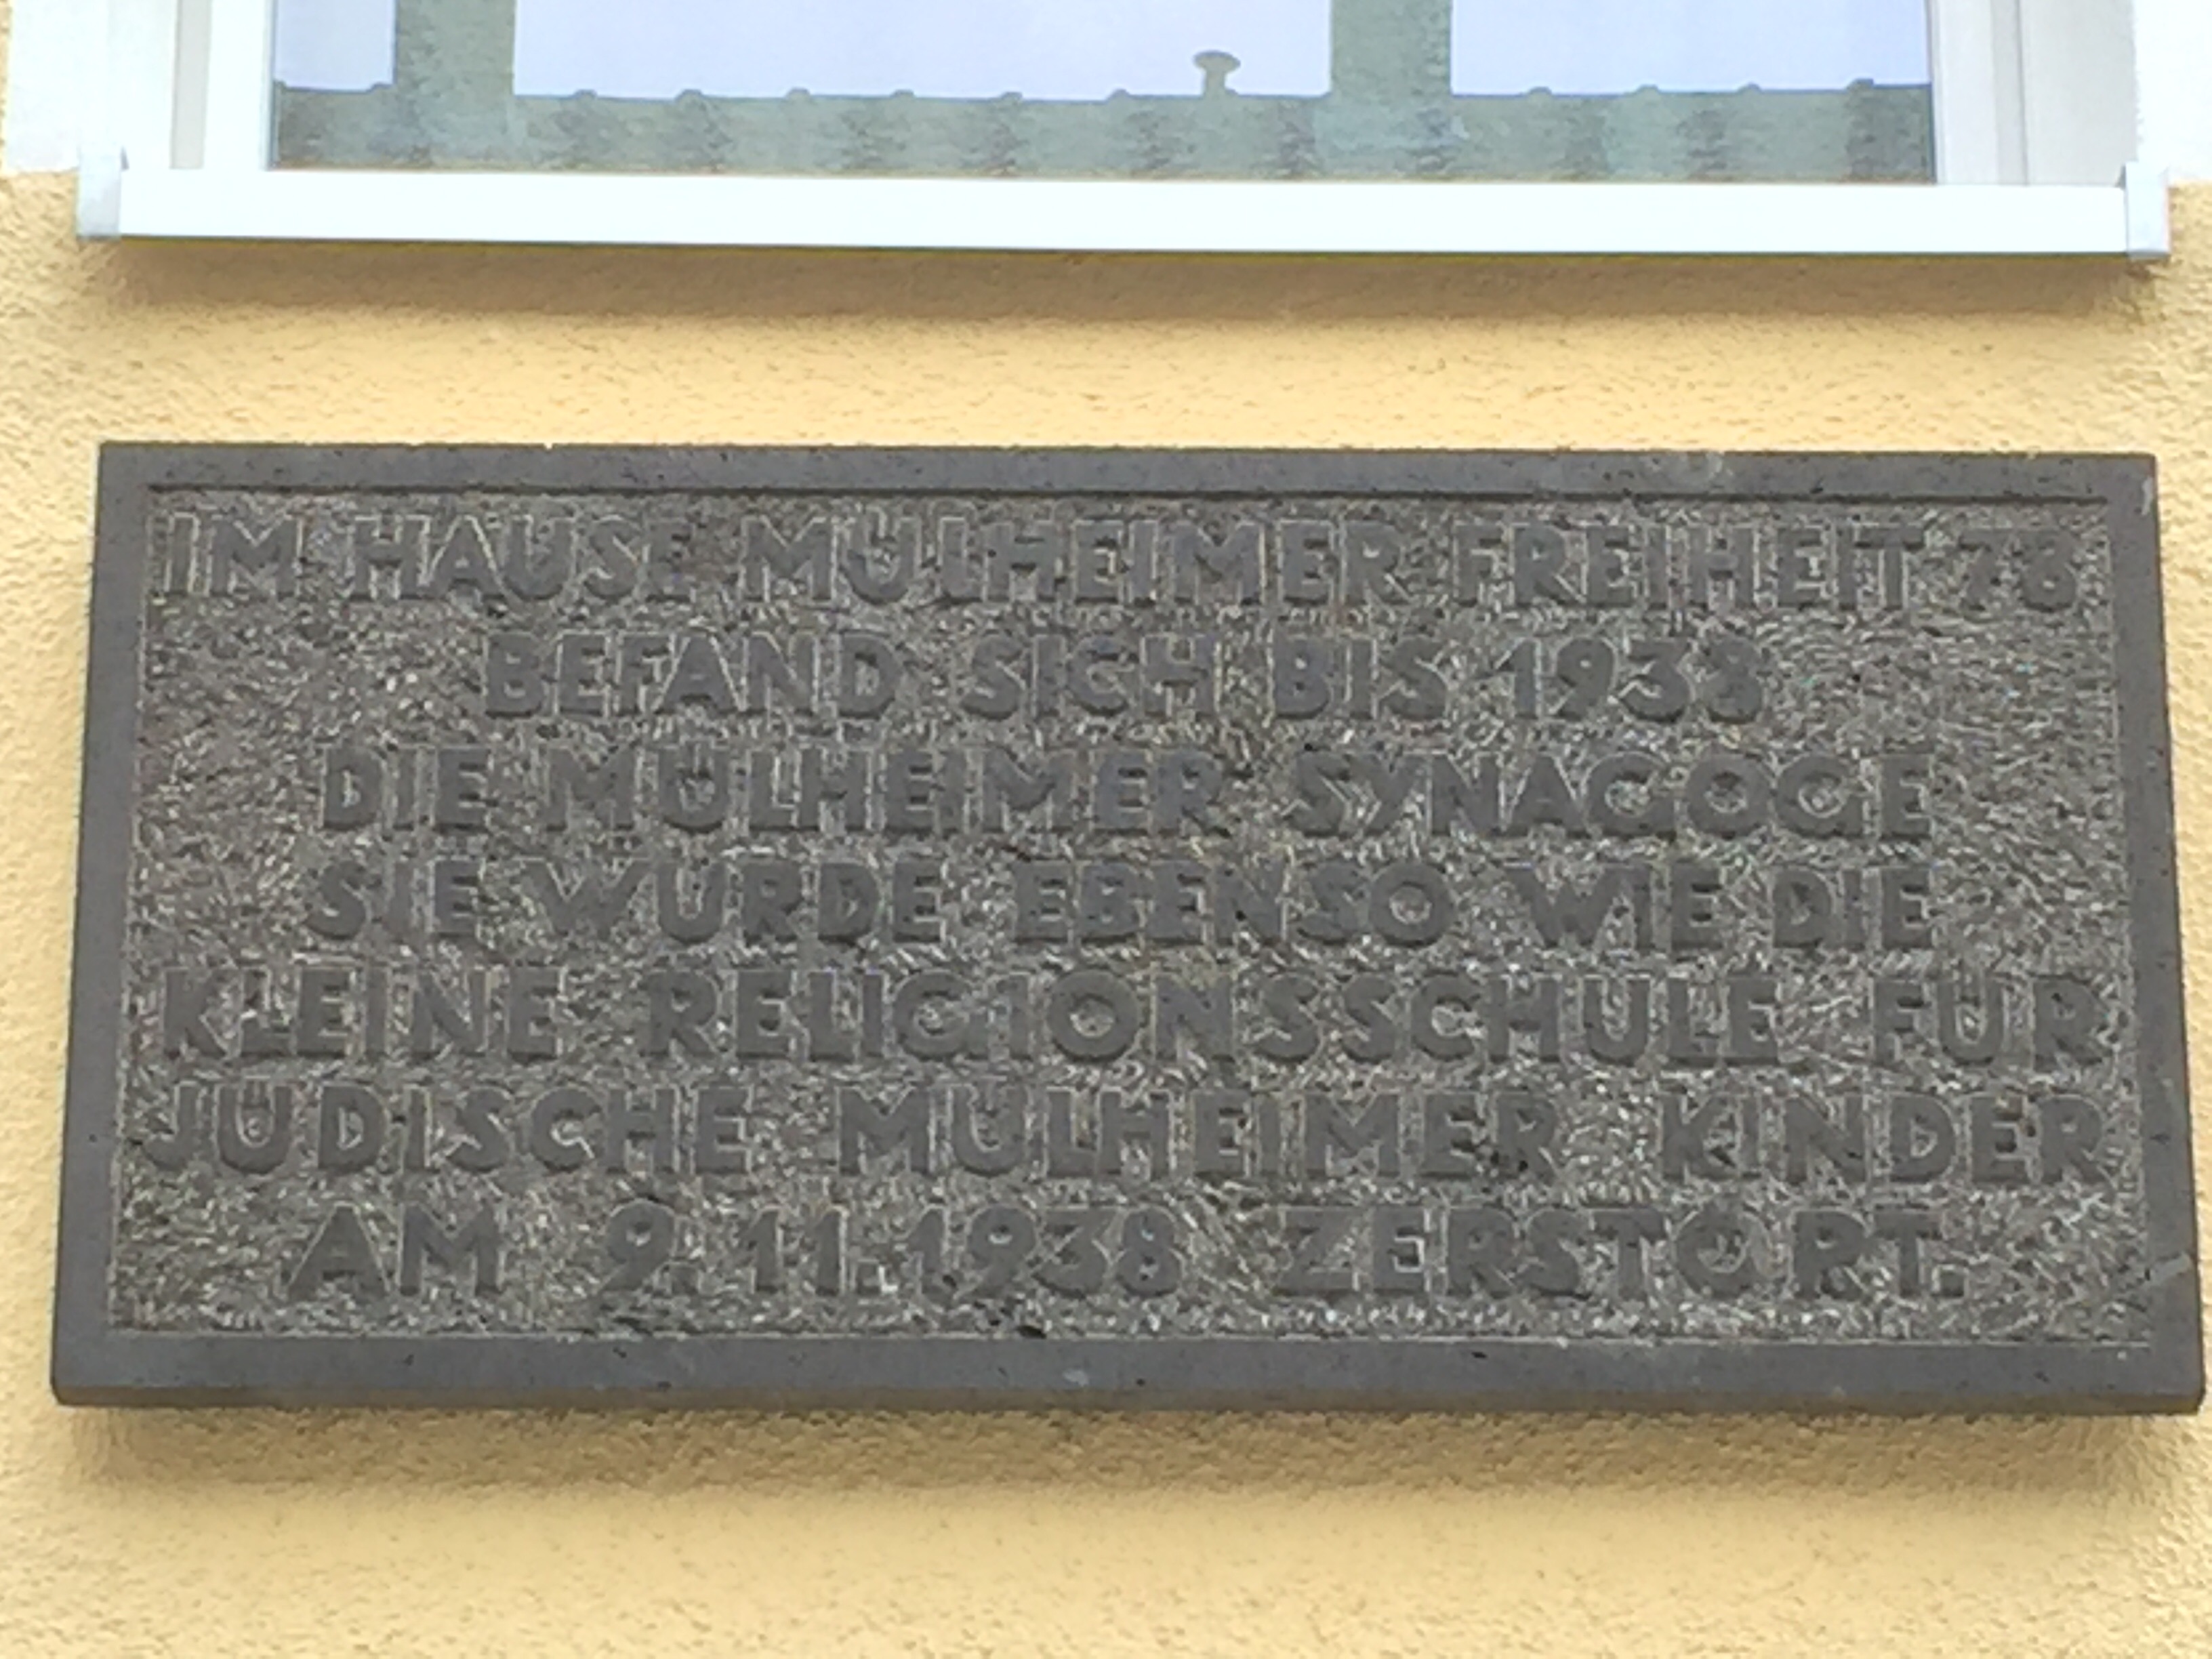 IM HAUSE MÜLHEIMER FREIHEIT 78
BEFAND SICH BIS 1938
DIE MÜLHEIMER SYNAGOGE
SIE WURDE EBENSO WIE DIE
KLEINE RELIGIONSSCHULE FÜR
JÜDISCHE MÜLHEIMER KINDER
AM 9.11.1938 ZERSTÖRT.